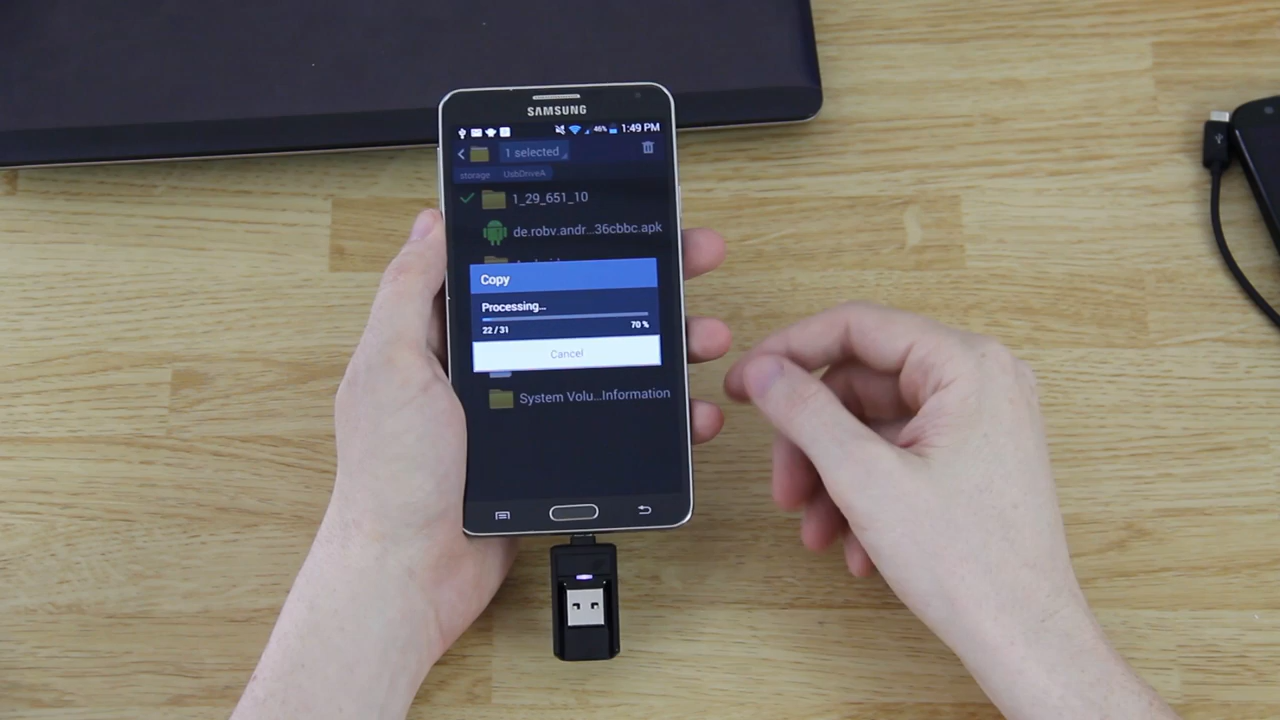 SAMSUNG
46% 1:49 PM
1 selected
storage UsbDriveA
1_29_651_10
de.robv.andr...36cbbc.apk
Copy
Processing...
22 / 31 70 %
Cancel
System Volu...Information